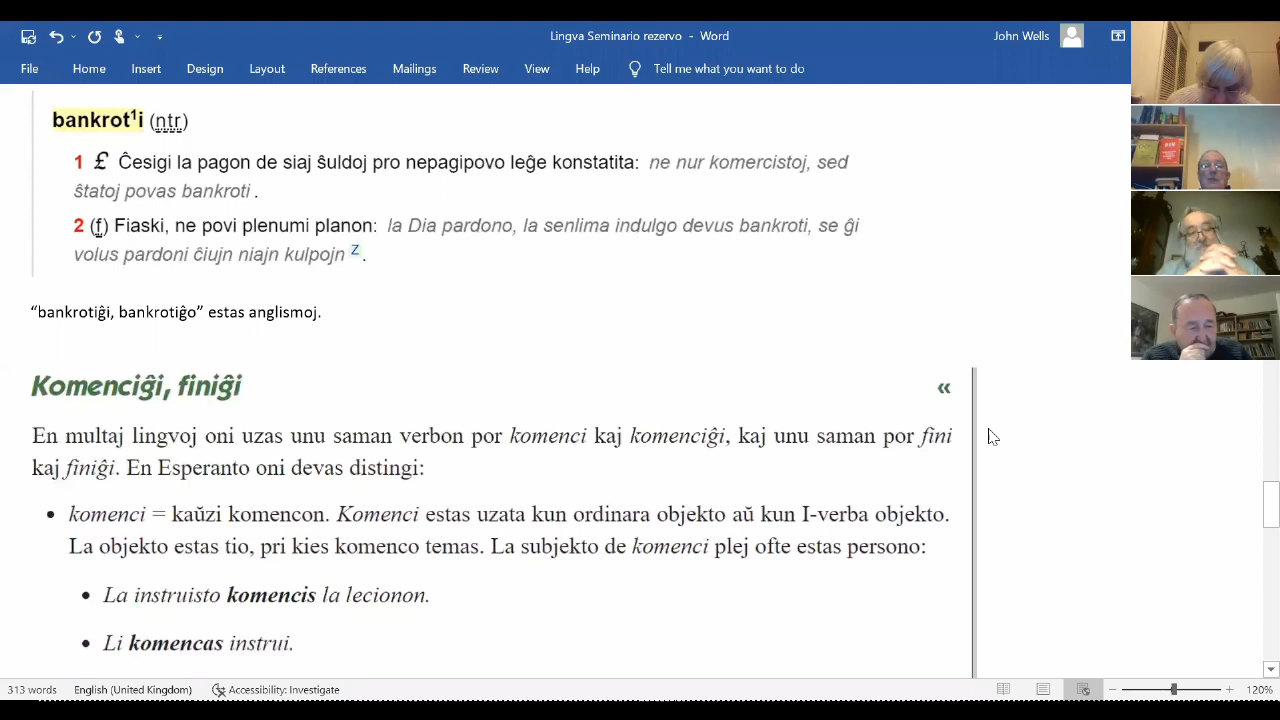 Lingva Seminario rezervo - Word
John Wells
File Home Insert Design Layout References Mailings Review View Help Tell me what you want to do
bankrot¹i (ntr)
1 £ Ĉesigi la pagon de siaj ŝuldoj pro nepagipovo leĝe konstatita: ne nur komercistoj, sed
ŝtatoj povas bankroti .
2 (f) Fiaski, ne povi plenumi planon: la Dia pardono, la senlima indulgo devus bankroti, se ĝi
volus pardoni ĉiujn niajn kulpojn Z .
“bankrotiĝi, bankrotiĝo” estas anglismoj.
Komenciĝi, finiĝi «
En multaj lingvoj oni uzas unu saman verbon por komenci kaj komenciĝi, kaj unu saman por fini
kaj finiĝi. En Esperanto oni devas distingi:
• komenci = kaŭzi komencon. Komenci estas uzata kun ordinara objekto aŭ kun I-verba objekto.
La objekto estas tio, pri kies komenco temas. La subjekto de komenci plej ofte estas persono:
• La instruisto komencis la lecionon.
• Li komencas instrui.
313 words English (United Kingdom) Accessibility: Investigate 120%